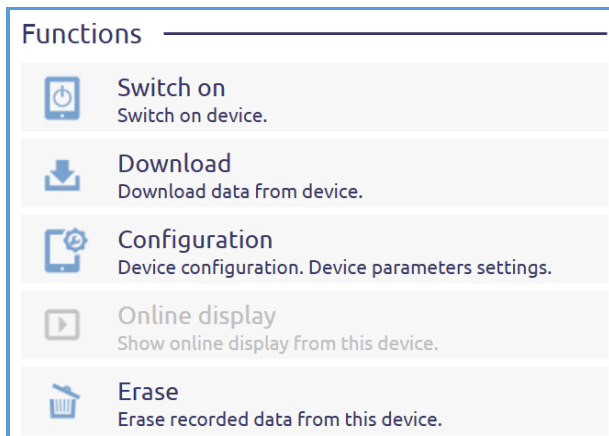 Functions
Switch on
Switch on device.
Download
Download data from device.
Configuration
Device configuration. Device parameters settings.
Online display
Show online display from this device.
Erase
Erase recorded data from this device.